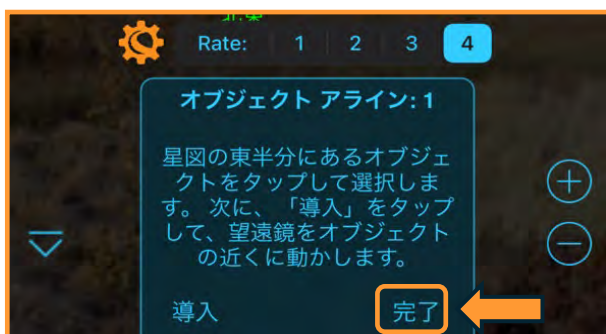 Rate: 1 2 3 4
オブジェクト アライン: 1
星図の東半分にあるオブジェ
クトをタップして選択しま
す。 次に、「導入」をタップ
して、望遠鏡をオブジェクト
の近くに動かします。
導入 完了